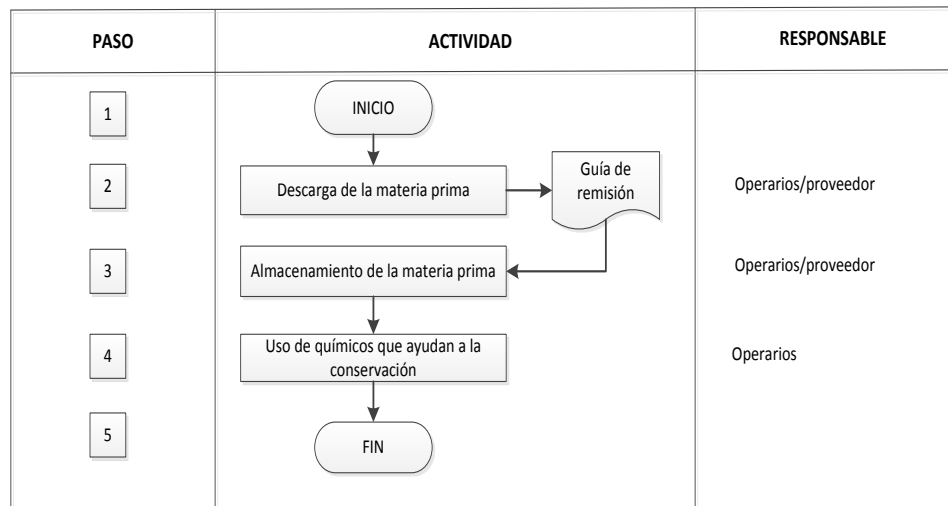 PASO ACTIVIDAD RESPONSABLE
1 INICIO
2 Descarga de la materia prima Guía de
remisión Operarios/proveedor
3 Almacenamiento de la materia prima Operarios/proveedor
4 Uso de químicos que ayudan a la
conservación Operarios
5 FIN